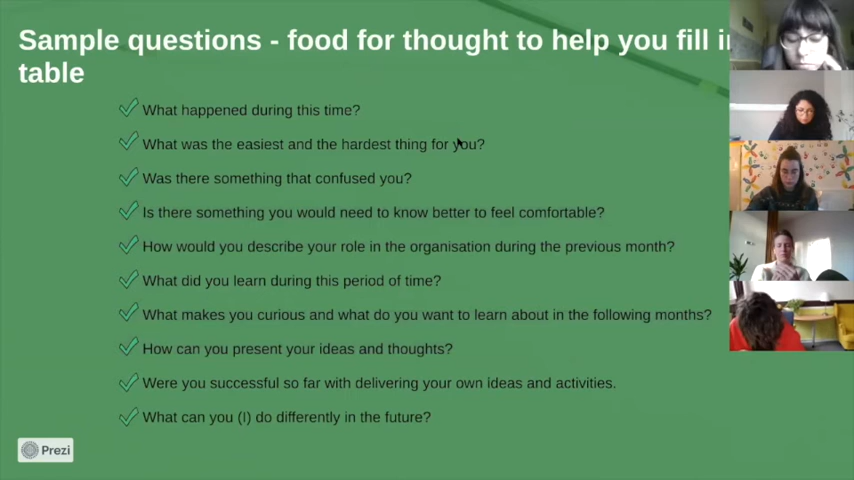 Sample questions - food for thought to help you fill in
table
What happened during this time?
What was the easiest and the hardest thing for you?
Was there something that confused you?
Is there something you would need to know better to feel comfortable?
How would you describe your role in the organisation during the previous month?
What did you learn during this period of time?
What makes you curious and what do you want to learn about in the following months?
How can you present your ideas and thoughts?
Were you successful so far with delivering your own ideas and activities.
What can you (I) do differently in the future?
Prezi